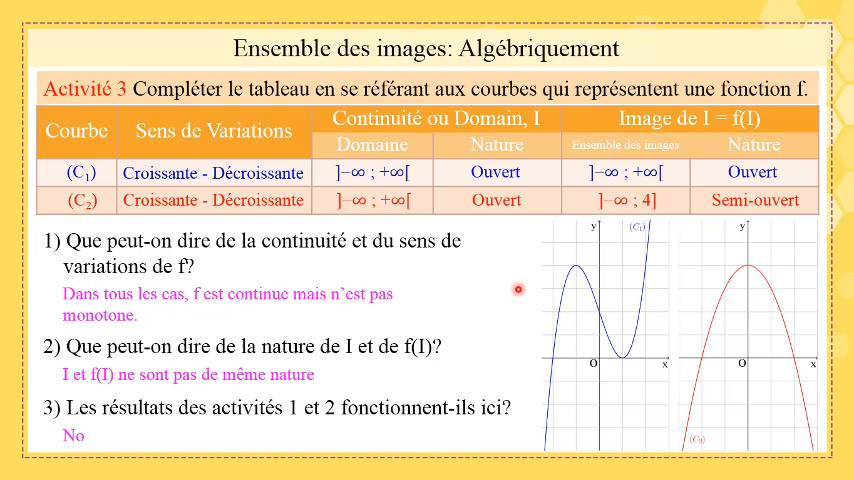 Ensemble des images: Algébriquement
Activité 3 Compléter le tableau en se référant aux courbes qui représentent une fonction f.
Courbe Sens de Variations Continuité ou Domain, I Image de I = f(I)
Domaine Nature Ensemble des images Nature
(C1) Croissante - Décroissante ]−∞ ; +∞[ Ouvert ]−∞ ; +∞[ Ouvert
(C2) Croissante - Décroissante ]−∞ ; +∞[ Ouvert ]−∞ ; 4] Semi-ouvert
1) Que peut-on dire de la continuité et du sens de
variations de f?
Dans tous les cas, f est continue mais n’est pas
monotone.
2) Que peut-on dire de la nature de I et de f(I)?
I et f(I) ne sont pas de même nature
3) Les résultats des activités 1 et 2 fonctionnent-ils ici?
No
y (C1)
O x
y
O x
(C2)